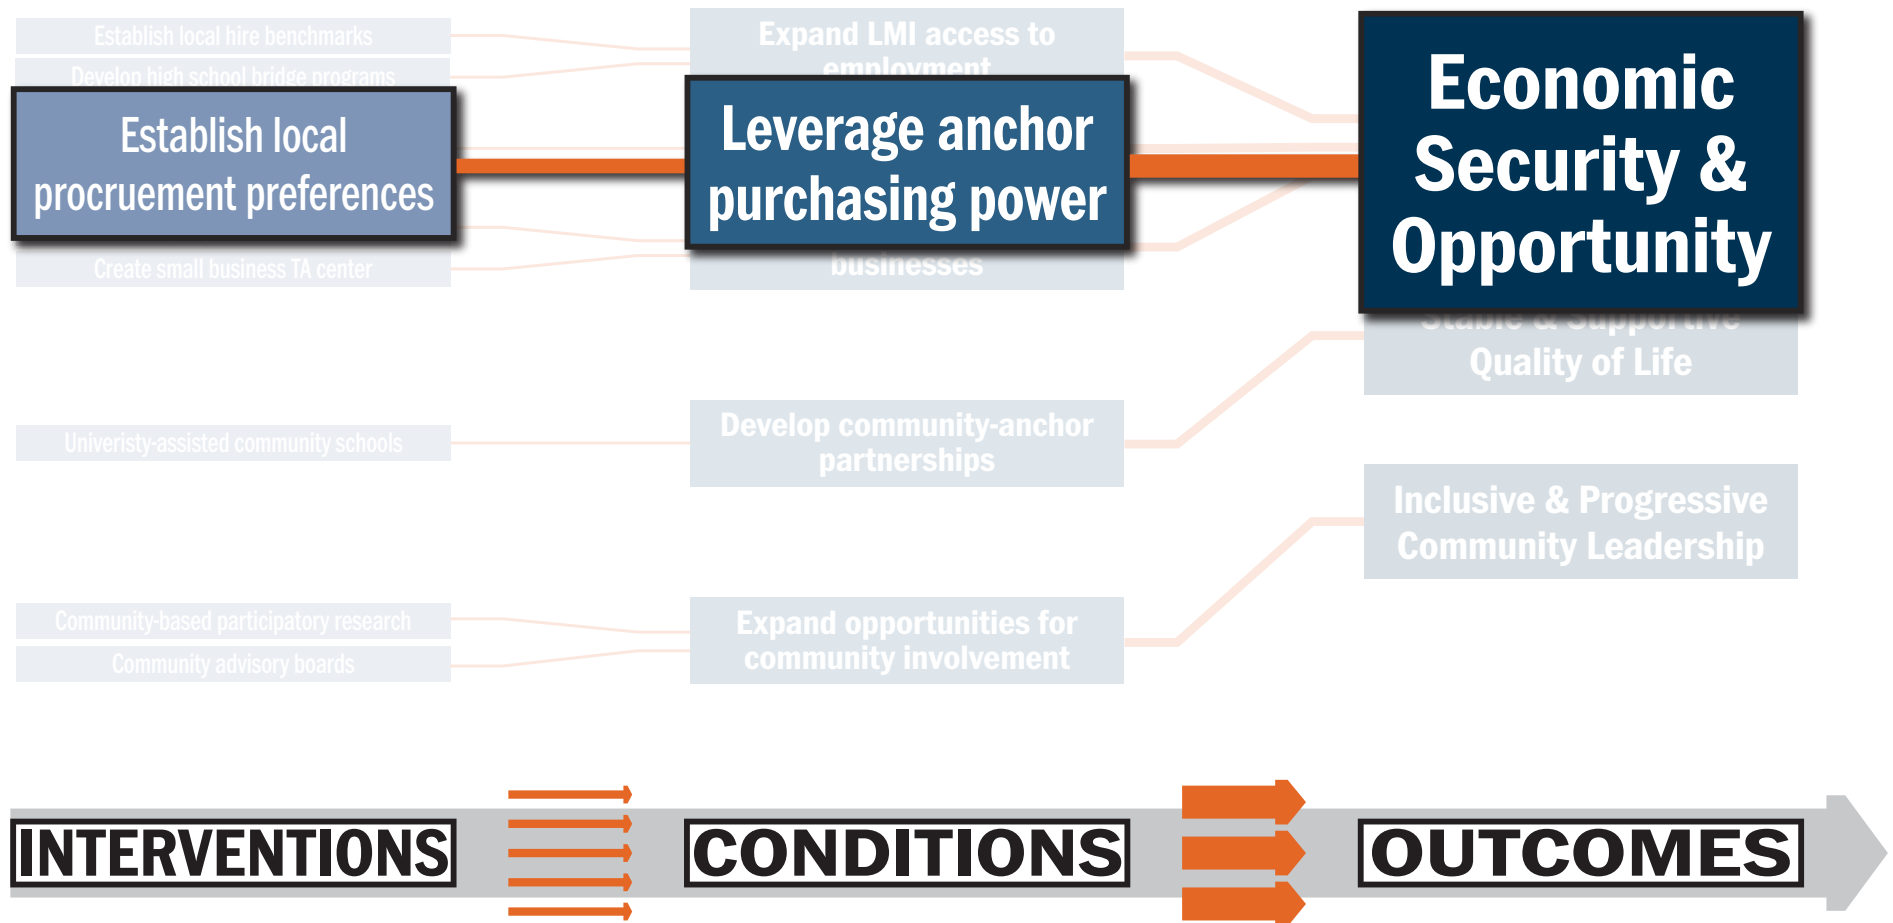 Establish local hire benchmarks
Develop high school bridge programs
Establish local
procruement preferences
Create small business TA center
Univeristy-assisted community schools
Community-based participatory research
Community advisory boards
Expand LMI access to
employment
Leverage anchor
purchasing power
businesses
Develop community-anchor
partnerships
Expand opportunities for
community involvement
Economic
Security &
Opportunity
Stable & Supportive
Quality of Life
Inclusive & Progressive
Community Leadership
INTERVENTIONS
CONDITIONS
OUTCOMES